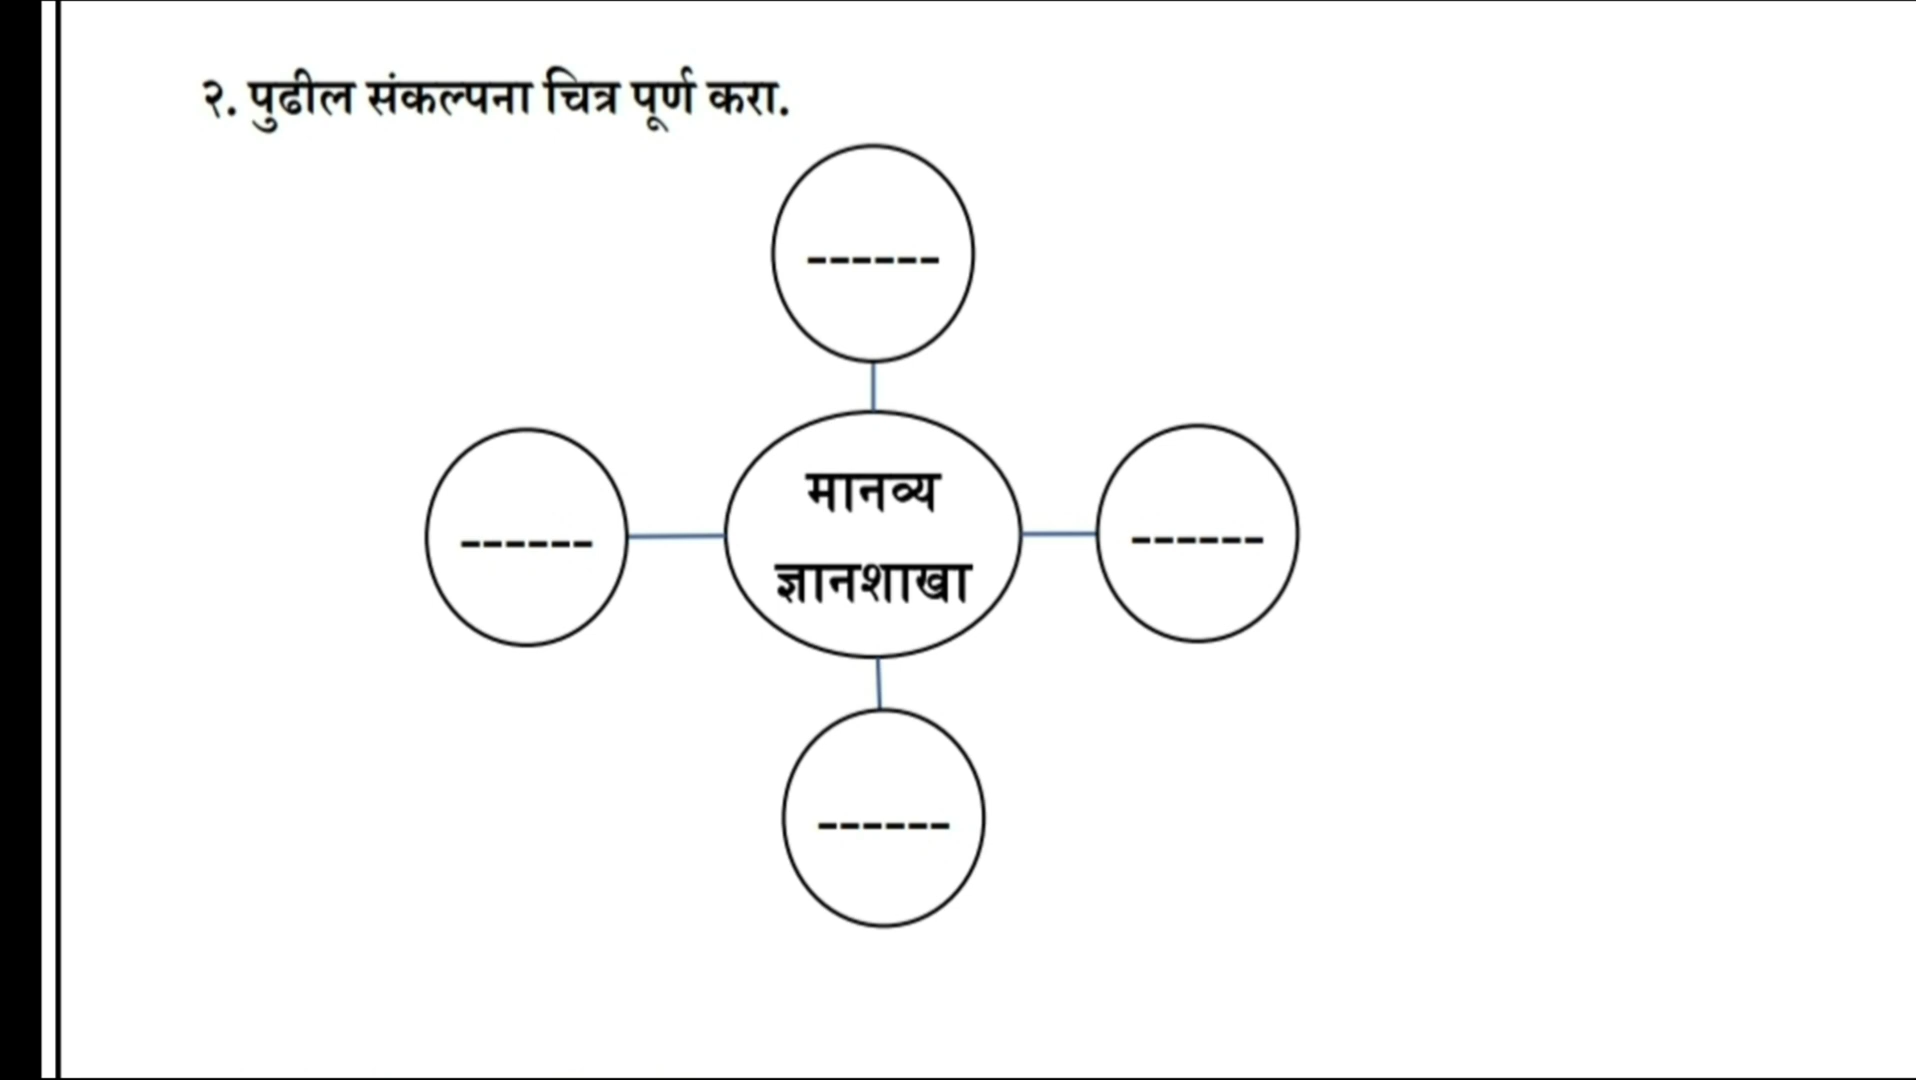 २. पुढील संकल्पना चित्र पूर्ण करा.
------
------
मानव्य
ज्ञानशाखा
------
------